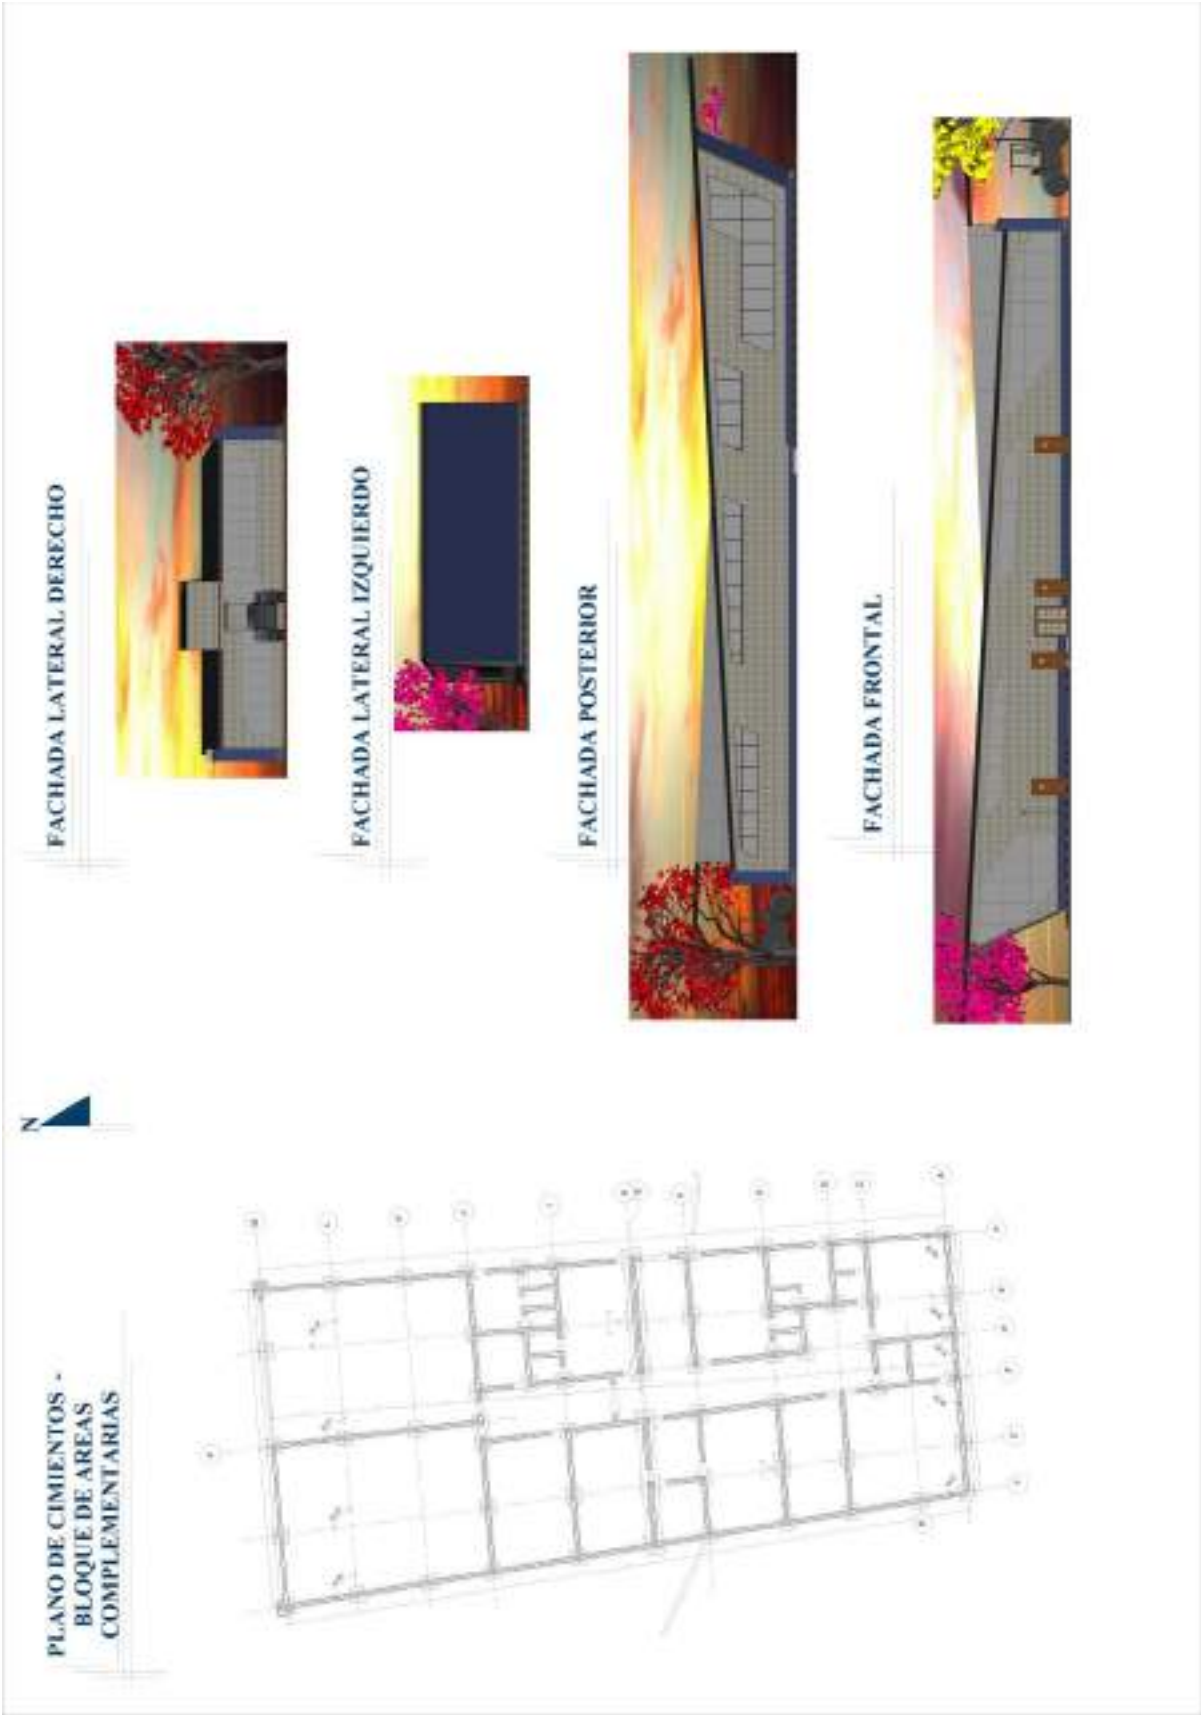 PLANO DE CIMIENTOS -
BLOQUE DE AREAS
COMPLEMENTARIAS
N
FACHADA LATERAL DERECHO
FACHADA LATERAL IZQUIERDO
FACHADA POSTERIOR
FACHADA FRONTAL